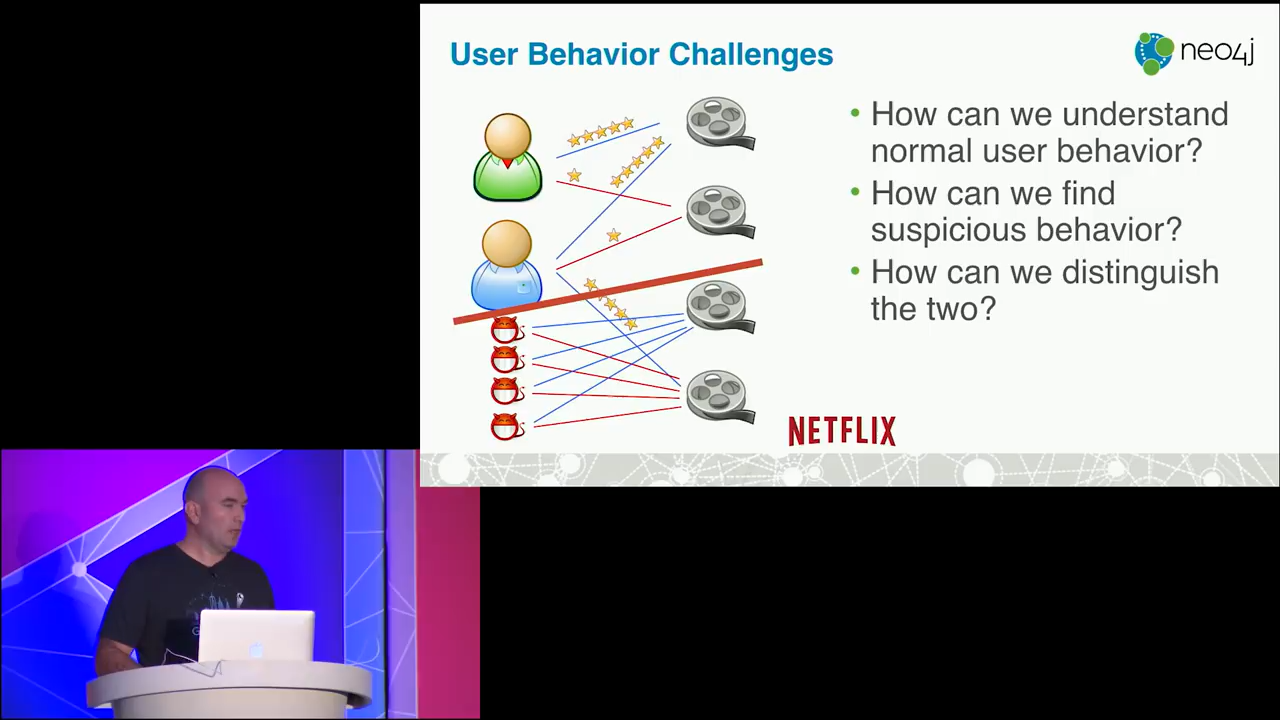 User Behavior Challenges
neo4j
• How can we understand
normal user behavior?
• How can we find
suspicious behavior?
• How can we distinguish
the two?
NETFLIX